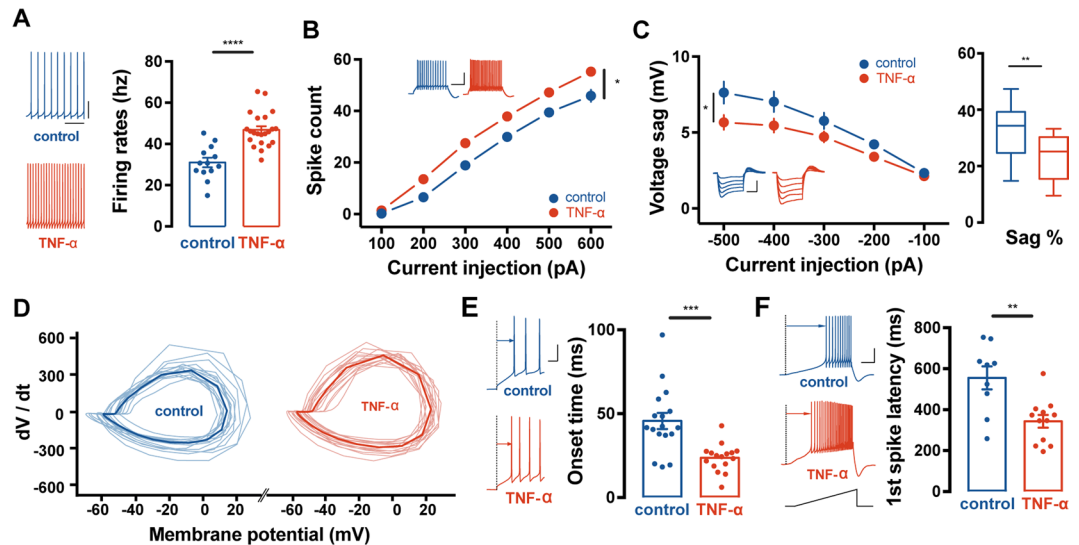 A
control
TNF-α
Firing rates (hz)
80
60
40
20
0
****
control
TNF-α
B
Spike count
60
40
20
0
*
control
TNF-α
100 200 300 400 500 600
Current injection (pA)
C
Voltage sag (mV)
10
5
0
*
control
TNF-α
-500 -400 -300 -200 -100
Current injection (pA)
60
40
20
0
**
Sag %
D
dV / dt
600
300
0
-300
-600
control
TNF-α
-60 -40 -20 0 20 // -60 -40 -20 0 20
Membrane potential (mV)
E
control
TNF-α
Onset time (ms)
100
50
0
***
control
TNF-α
F
control
TNF-α
1st spike latency (ms)
800
600
400
200
0
**
control
TNF-α